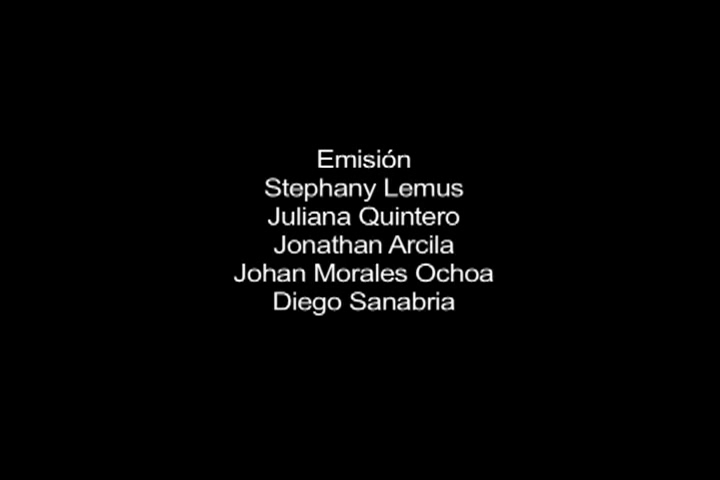 Emisión
Stephany Lemus
Juliana Quintero
Jonathan Arcila
Johan Morales Ochoa
Diego Sanabria